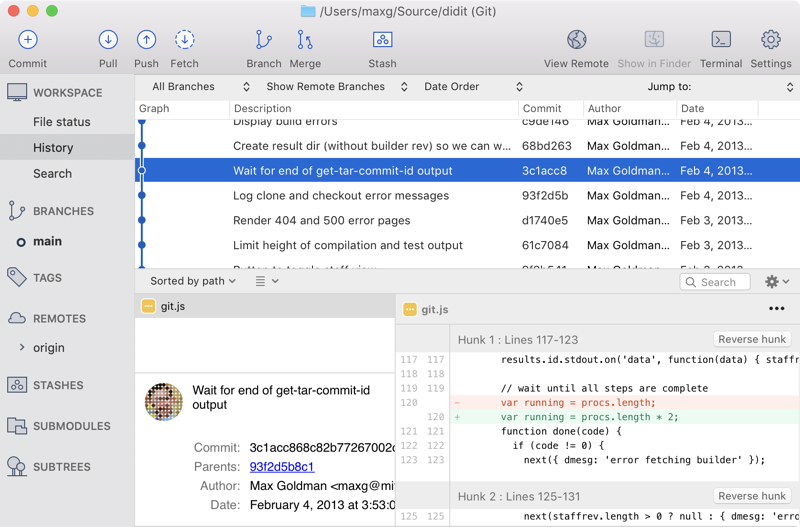 /Users/maxg/Source/didit (Git)
Commit Pull Push Fetch Branch Merge Stash View Remote Show in Finder Terminal Settings
WORKSPACE
File status
History
Search
BRANCHES
main
TAGS
REMOTES
origin
STASHES
SUBMODULES
SUBTREES
All Branches Show Remote Branches Date Order Jump to:
Graph Description Commit Author Date
Display build errors c9de146 Max Goldman... Feb 4, 2013...
Create result dir (without builder rev) so we can w... 68bd263 Max Goldman... Feb 4, 2013...
Wait for end of get-tar-commit-id output 3c1acc8 Max Goldman... Feb 4, 2013...
Log clone and checkout error messages 93f2d5b Max Goldman... Feb 4, 2013...
Render 404 and 500 error pages d1740e5 Max Goldman... Feb 3, 2013...
Limit height of compilation and test output 61c7084 Max Goldman... Feb 3, 2013...
Sorted by path Search
git.js
Wait for end of get-tar-commit-id
output
Commit: 3c1acc868c82b77267002
Parents: 93f2d5b8c1
Author: Max Goldman <maxg@mi
Date: February 4, 2013 at 3:53:0
git.js •••
Hunk 1 : Lines 117-123 Reverse hunk
117 117 results.id.stdout.on('data', function(data) { staff
118 118
119 119 // wait until all steps are complete
120 - var running = procs.length;
120 + var running = procs.length * 2;
121 121 function done(code) {
122 122 if (code != 0) {
123 123 next({ dmesg: 'error fetching builder' });
Hunk 2 : Lines 125-131 Reverse hunk
125 125 next(staffrev.length > 0 ? null : { dmesg: 'erro